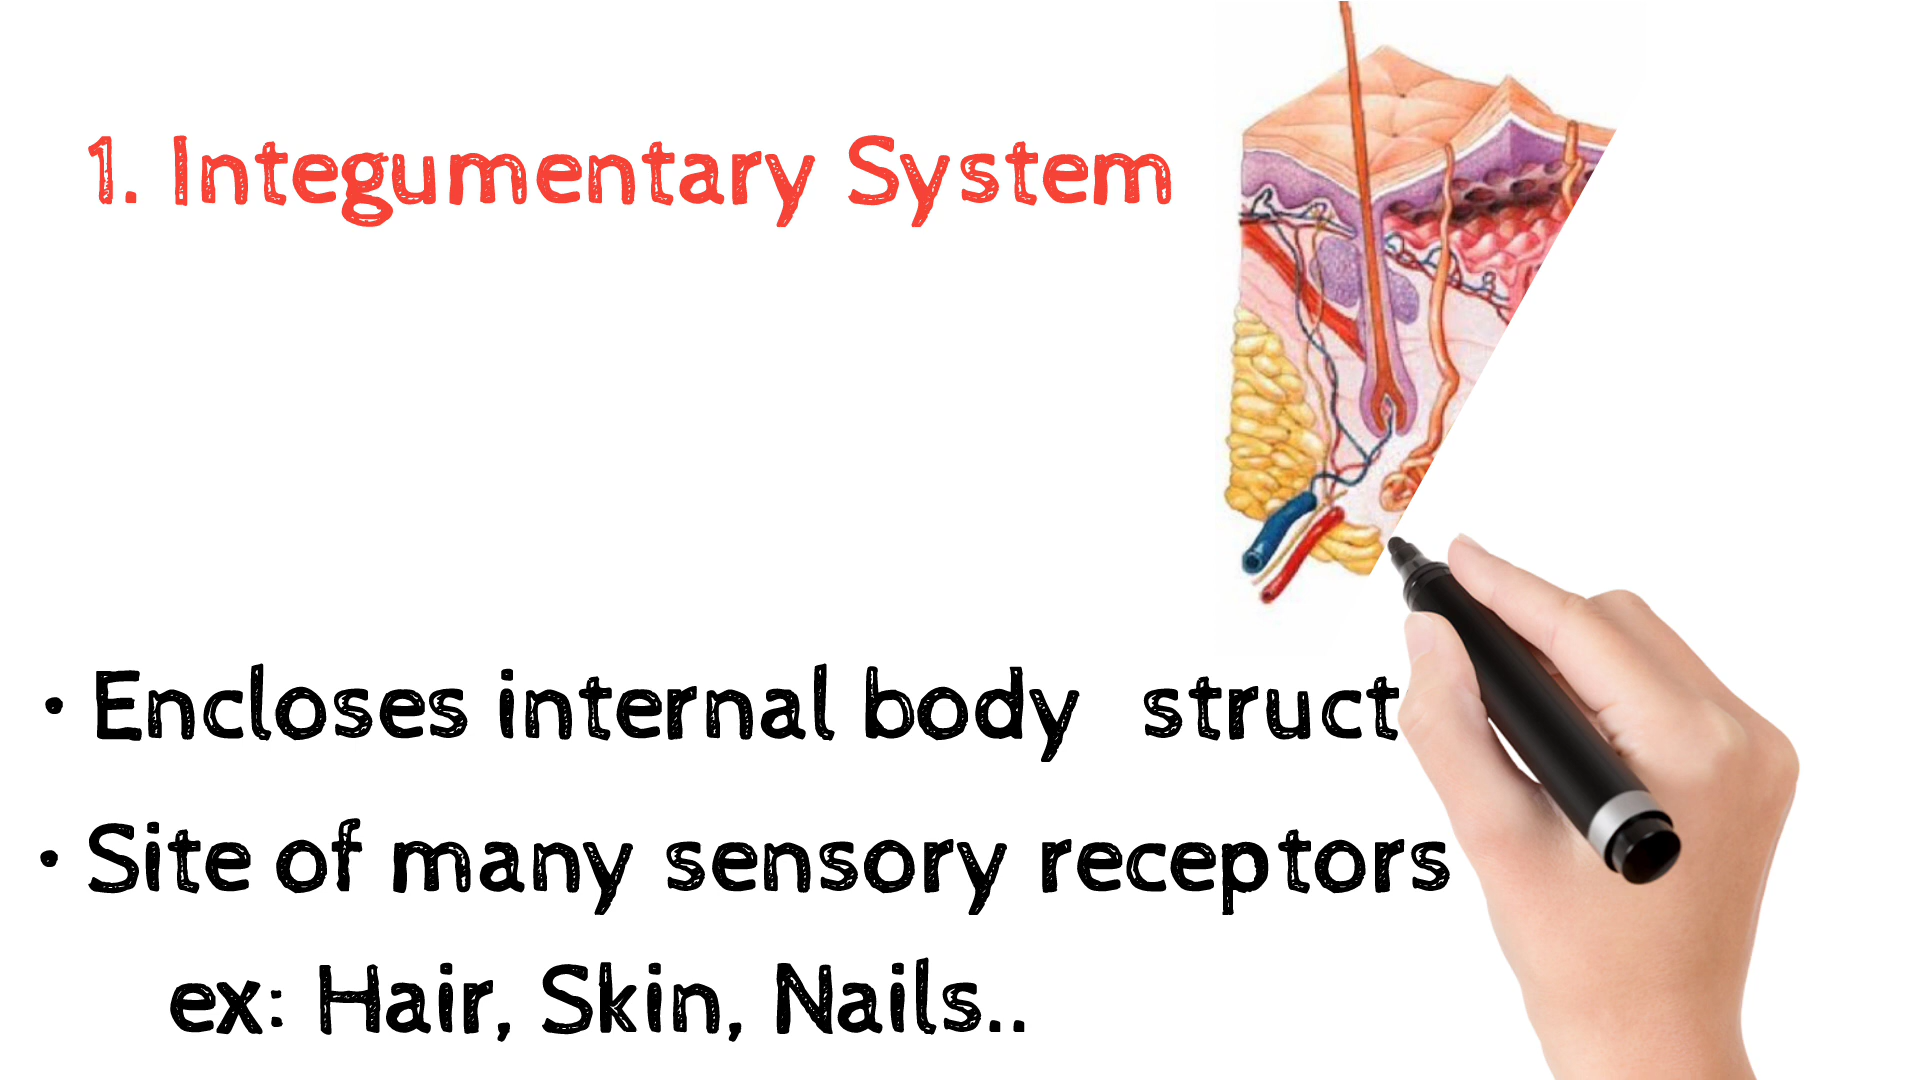 1. Integumentary System
• Encloses internal body struct
• Site of many sensory receptors
ex: Hair, Skin, Nails..